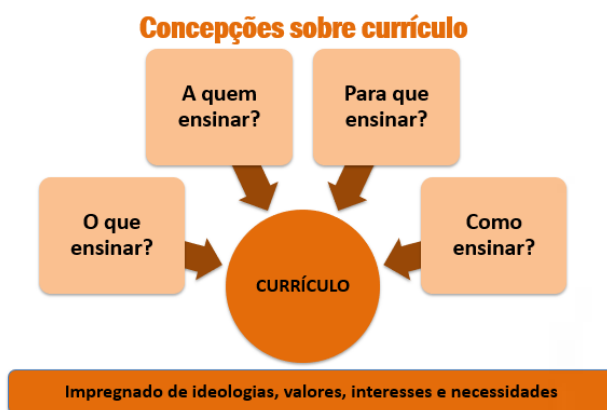 Concepções sobre currículo
A quem
ensinar?
Para que
ensinar?
O que
ensinar?
Como
ensinar?
CURRÍCULO
Impregnado de ideologias, valores, interesses e necessidades